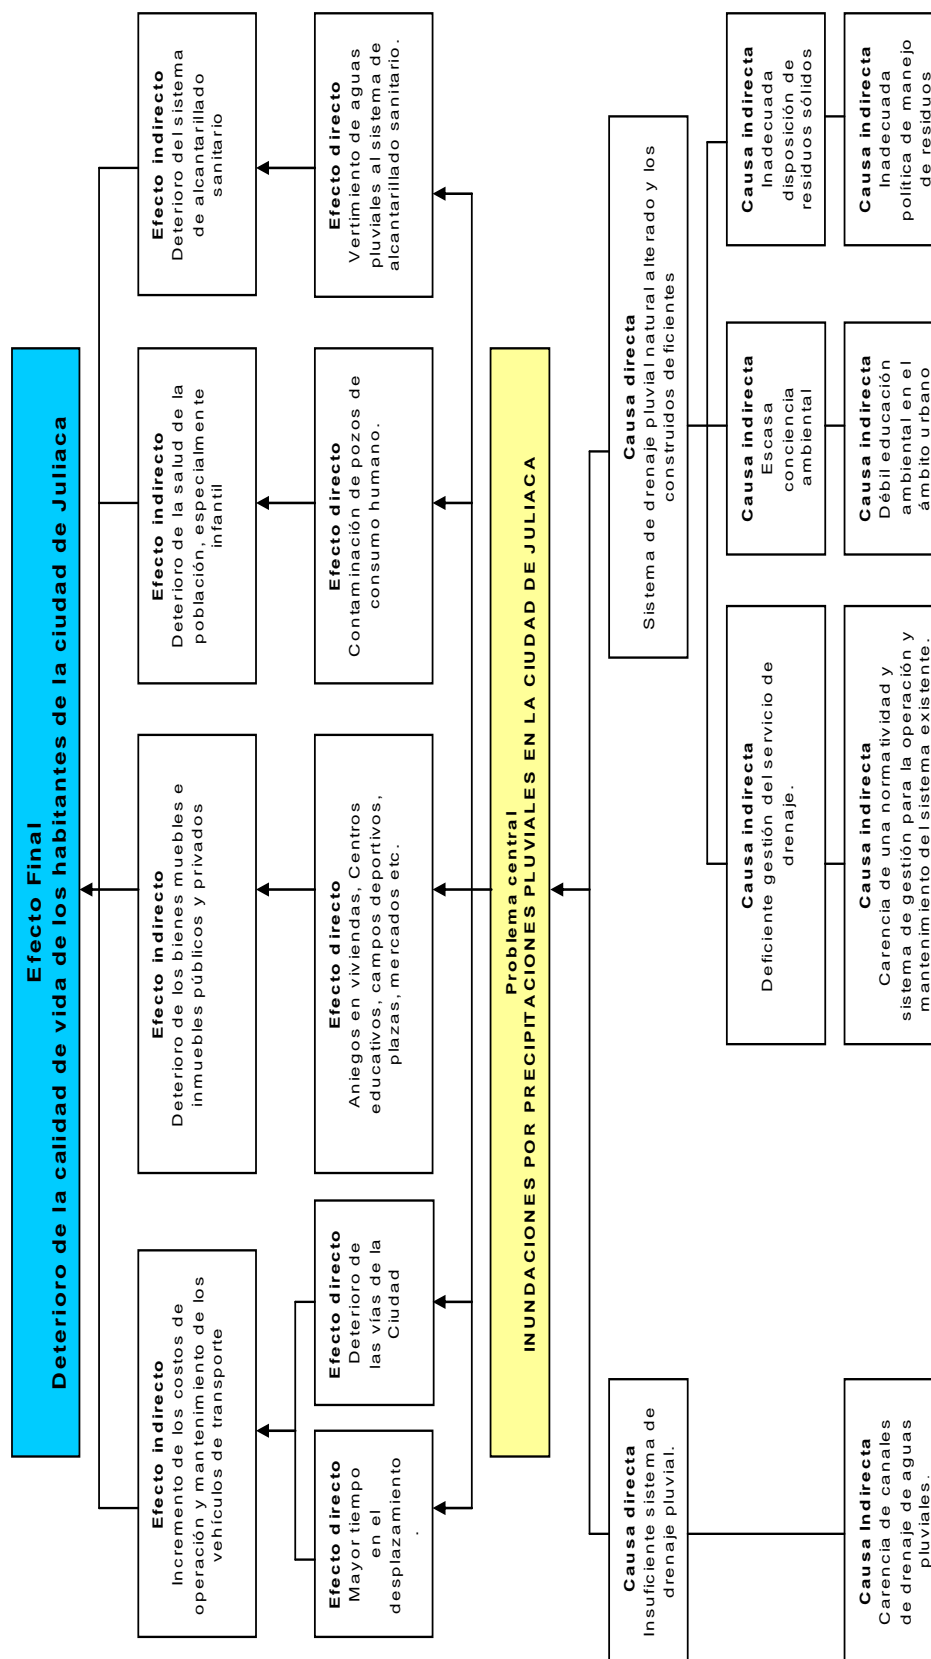 Efecto Final
Deterioro de la calidad de vida de los habitantes de la ciudad de Juliaca
Efecto indirecto
Incremento de los costos de
operación y mantenimiento de los
vehículos de transporte
Efecto indirecto
Deterioro de los bienes muebles e
inmuebles públicos y privados
Efecto indirecto
Deterioro de la salud de la
población, especialmente
infantil
Efecto indirecto
Deterioro del sistema
de alcantarillado
sanitario
Efecto directo
Mayor tiempo
en el
desplazamiento
.
Efecto directo
Deterioro de
las vías de la
Ciudad
Efecto directo
Aniegos en viviendas, Centros
educativos, campos deportivos,
plazas, mercados etc.
Efecto directo
Contaminación de pozos de
consumo humano.
Efecto directo
Vertimiento de aguas
pluviales al sistema de
alcantarillado sanitario.
Problema central
INUNDACIONES POR PRECIPITACIONES PLUVIALES EN LA CIUDAD DE JULIACA
Causa directa
Insuficiente sistema de
drenaje pluvial.
Causa directa
Sistema de drenaje pluvial natural alterado y los
construidos deficientes
Causa indirecta
Deficiente gestión del servicio de
drenaje.
Causa indirecta
Escasa
conciencia
ambiental
Causa indirecta
Inadecuada
disposición de
residuos sólidos
Causa Indirecta
Carencia de canales
de drenaje de aguas
pluviales.
Causa indirecta
Carencia de una normatividad y
sistema de gestión para la operación y
mantenimiento del sistema existente.
Causa indirecta
Débil educación
ambiental en el
ámbito urbano
Causa indirecta
Inadecuada
política de manejo
de residuos